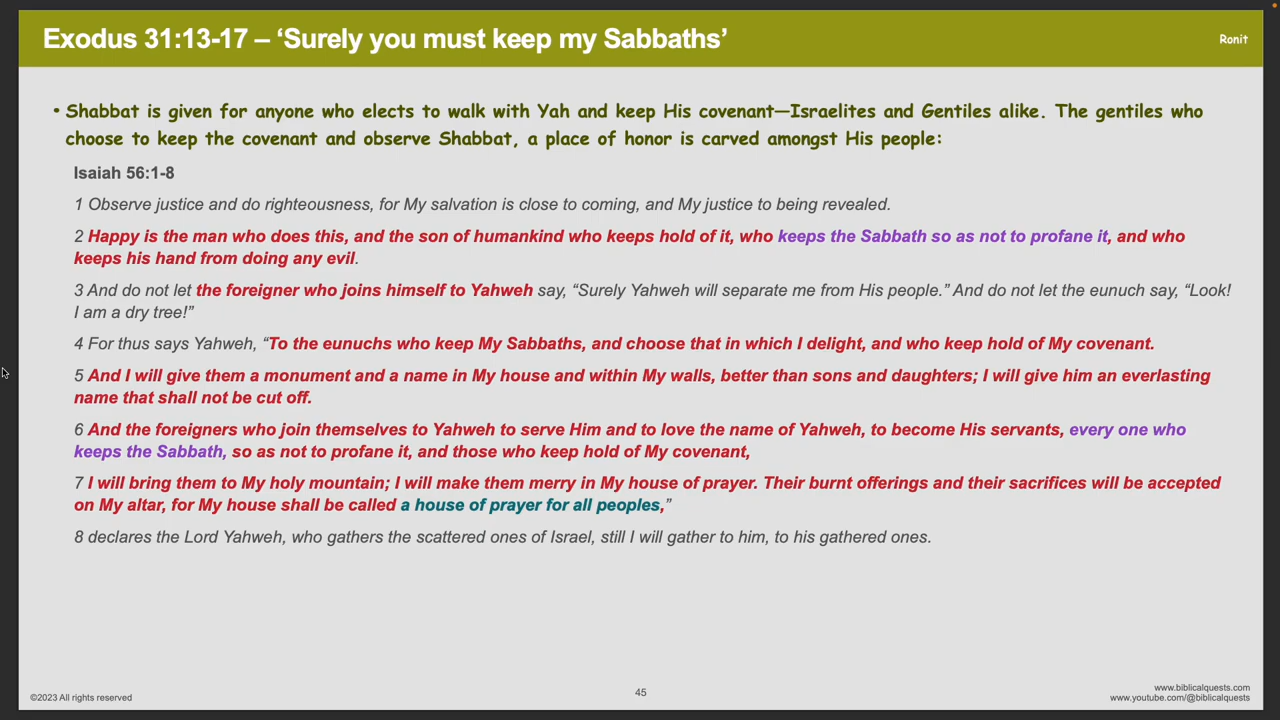 Exodus 31:13-17 – ‘Surely you must keep my Sabbaths’
Ronit
• Shabbat is given for anyone who elects to walk with Yah and keep His covenant—Israelites and Gentiles alike. The gentiles who
choose to keep the covenant and observe Shabbat, a place of honor is carved amongst His people:
Isaiah 56:1-8
1 Observe justice and do righteousness, for My salvation is close to coming, and My justice to being revealed.
2 Happy is the man who does this, and the son of humankind who keeps hold of it, who keeps the Sabbath so as not to profane it, and who
keeps his hand from doing any evil.
3 And do not let the foreigner who joins himself to Yahweh say, “Surely Yahweh will separate me from His people.” And do not let the eunuch say, “Look!
I am a dry tree!”
4 For thus says Yahweh, “To the eunuchs who keep My Sabbaths, and choose that in which I delight, and who keep hold of My covenant.
5 And I will give them a monument and a name in My house and within My walls, better than sons and daughters; I will give him an everlasting
name that shall not be cut off.
6 And the foreigners who join themselves to Yahweh to serve Him and to love the name of Yahweh, to become His servants, every one who
keeps the Sabbath, so as not to profane it, and those who keep hold of My covenant,
7 I will bring them to My holy mountain; I will make them merry in My house of prayer. Their burnt offerings and their sacrifices will be accepted
on My altar, for My house shall be called a house of prayer for all peoples,”
8 declares the Lord Yahweh, who gathers the scattered ones of Israel, still I will gather to him, to his gathered ones.
©2023 All rights reserved
45
www.biblicalquests.com
www.youtube.com/@biblicalquests